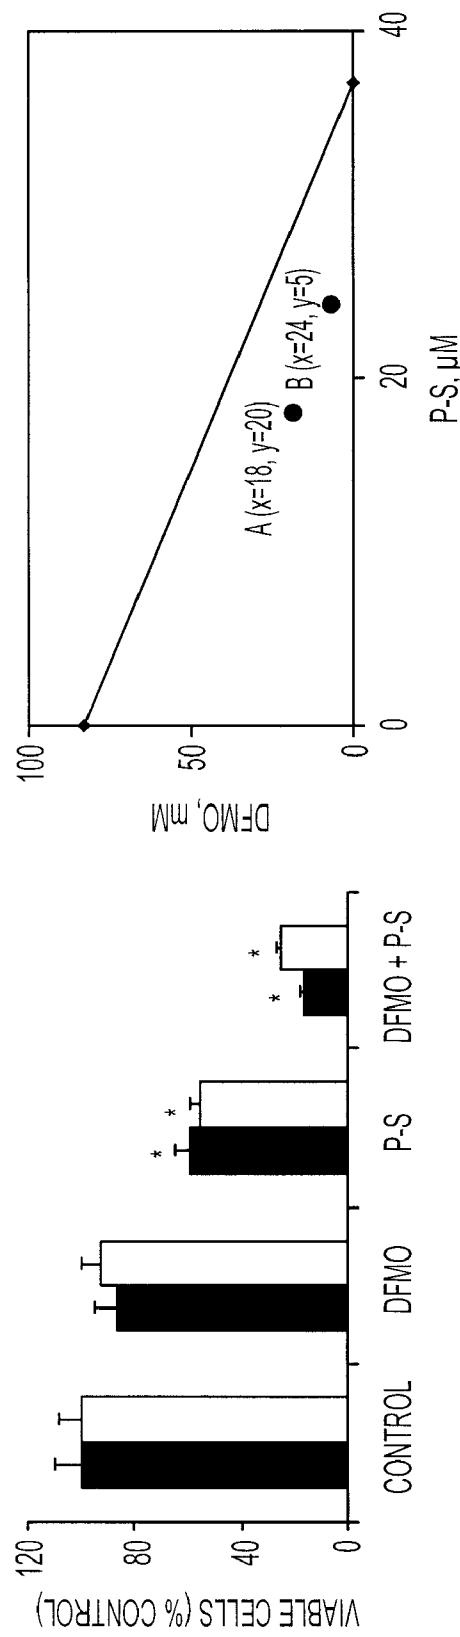 VIABLE CELLS (% CONTROL)
120
80
40
0
* *
* *
CONTROL
DFMO
P-S
DFMO + P-S
DFMO, mM
100
50
0
A (x=18, y=20)
B (x=24, y=5)
0
20
40
P-S, μM